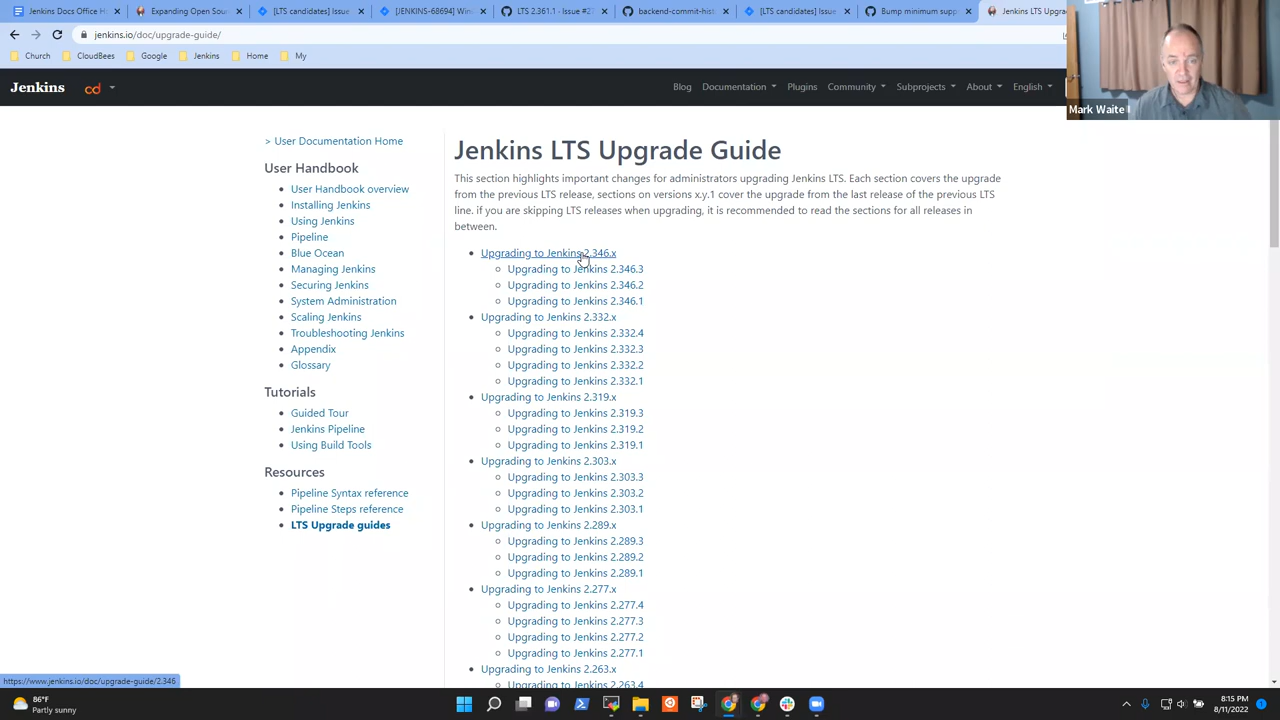 Jenkins Docs Office H
Expanding Open Sour
[LTS candidates] Issue
[JENKINS-68694] Win
LTS 2.361.1 - Issue #27
backend-commit-his
[LTS candidates] Issue
Bump minimum supp
Jenkins LTS Upgra
jenkins.io/doc/upgrade-guide/
Church
CloudBees
Google
Jenkins
Home
My
Mark Waite
Jenkins
cd
Blog
Documentation
Plugins
Community
Subprojects
About
English
> User Documentation Home
User Handbook
User Handbook overview
Installing Jenkins
Using Jenkins
Pipeline
Blue Ocean
Managing Jenkins
Securing Jenkins
System Administration
Scaling Jenkins
Troubleshooting Jenkins
Appendix
Glossary
Tutorials
Guided Tour
Jenkins Pipeline
Using Build Tools
Resources
Pipeline Syntax reference
Pipeline Steps reference
LTS Upgrade guides
Jenkins LTS Upgrade Guide
This section highlights important changes for administrators upgrading Jenkins LTS. Each section covers the upgrade
from the previous LTS release, sections on versions x.y.1 cover the upgrade from the last release of the previous LTS
line. if you are skipping LTS releases when upgrading, it is recommended to read the sections for all releases in
between.
Upgrading to Jenkins 2.346.x
Upgrading to Jenkins 2.346.3
Upgrading to Jenkins 2.346.2
Upgrading to Jenkins 2.346.1
Upgrading to Jenkins 2.332.x
Upgrading to Jenkins 2.332.4
Upgrading to Jenkins 2.332.3
Upgrading to Jenkins 2.332.2
Upgrading to Jenkins 2.332.1
Upgrading to Jenkins 2.319.x
Upgrading to Jenkins 2.319.3
Upgrading to Jenkins 2.319.2
Upgrading to Jenkins 2.319.1
Upgrading to Jenkins 2.303.x
Upgrading to Jenkins 2.303.3
Upgrading to Jenkins 2.303.2
Upgrading to Jenkins 2.303.1
Upgrading to Jenkins 2.289.x
Upgrading to Jenkins 2.289.3
Upgrading to Jenkins 2.289.2
Upgrading to Jenkins 2.289.1
Upgrading to Jenkins 2.277.x
Upgrading to Jenkins 2.277.4
Upgrading to Jenkins 2.277.3
Upgrading to Jenkins 2.277.2
Upgrading to Jenkins 2.277.1
Upgrading to Jenkins 2.263.x
Upgrading to Jenkins 2.263.4
https://www.jenkins.io/doc/upgrade-guide/2.346
86°F
Partly sunny
8:15 PM
8/11/2022